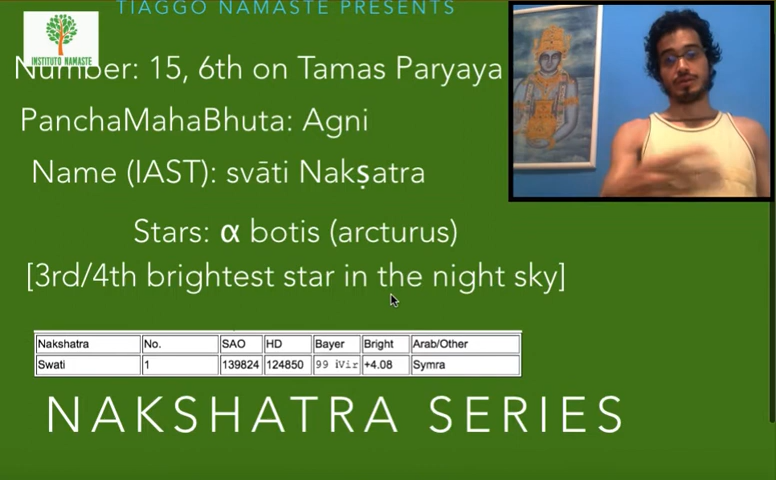 TIAGGO NAMASTE PRESENTS
INSTITUTO NAMASTE
Number: 15, 6th on Tamas Paryaya
PanchaMahaBhuta: Agni
Name (IAST): svāti Nakṣatra
Stars: α botis (arcturus)
[3rd/4th brightest star in the night sky]
Nakshatra No. SAO HD Bayer Bright Arab/Other
Swati 1 139824 124850 99 iVir +4.08 Symra
NAKSHATRA SERIES